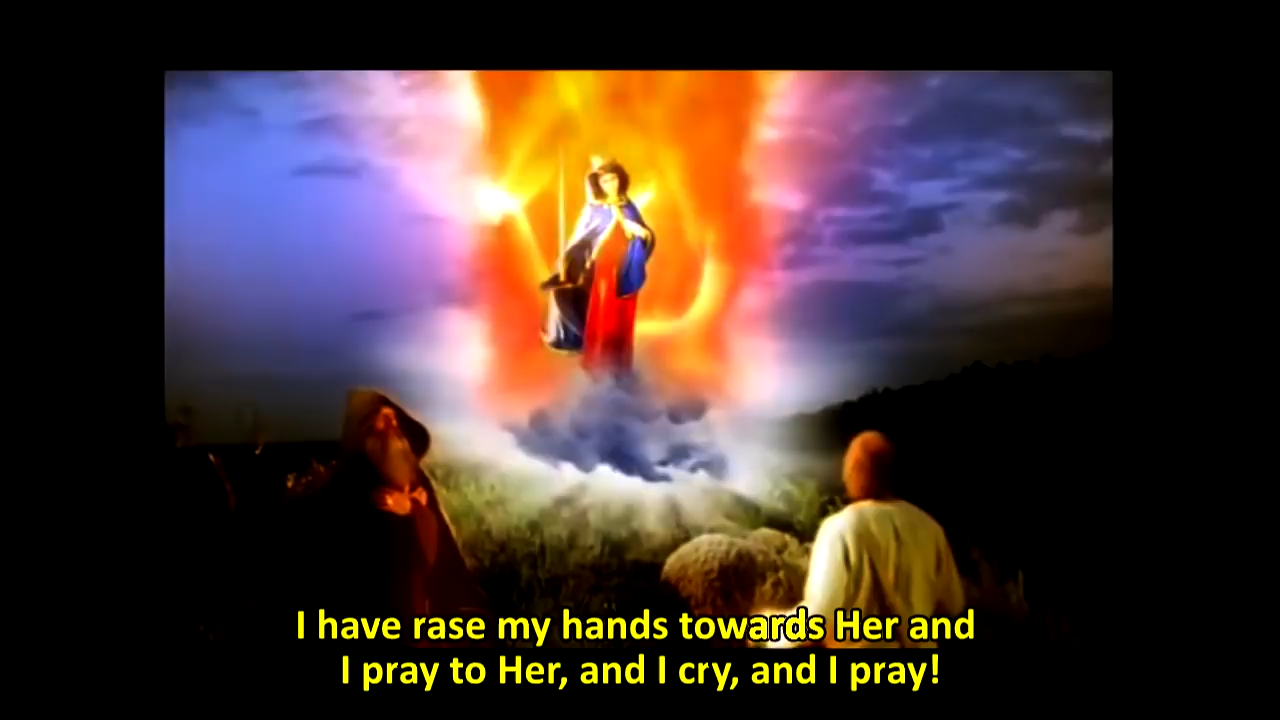 I have rase my hands towards Her and
I pray to Her, and I cry, and I pray!